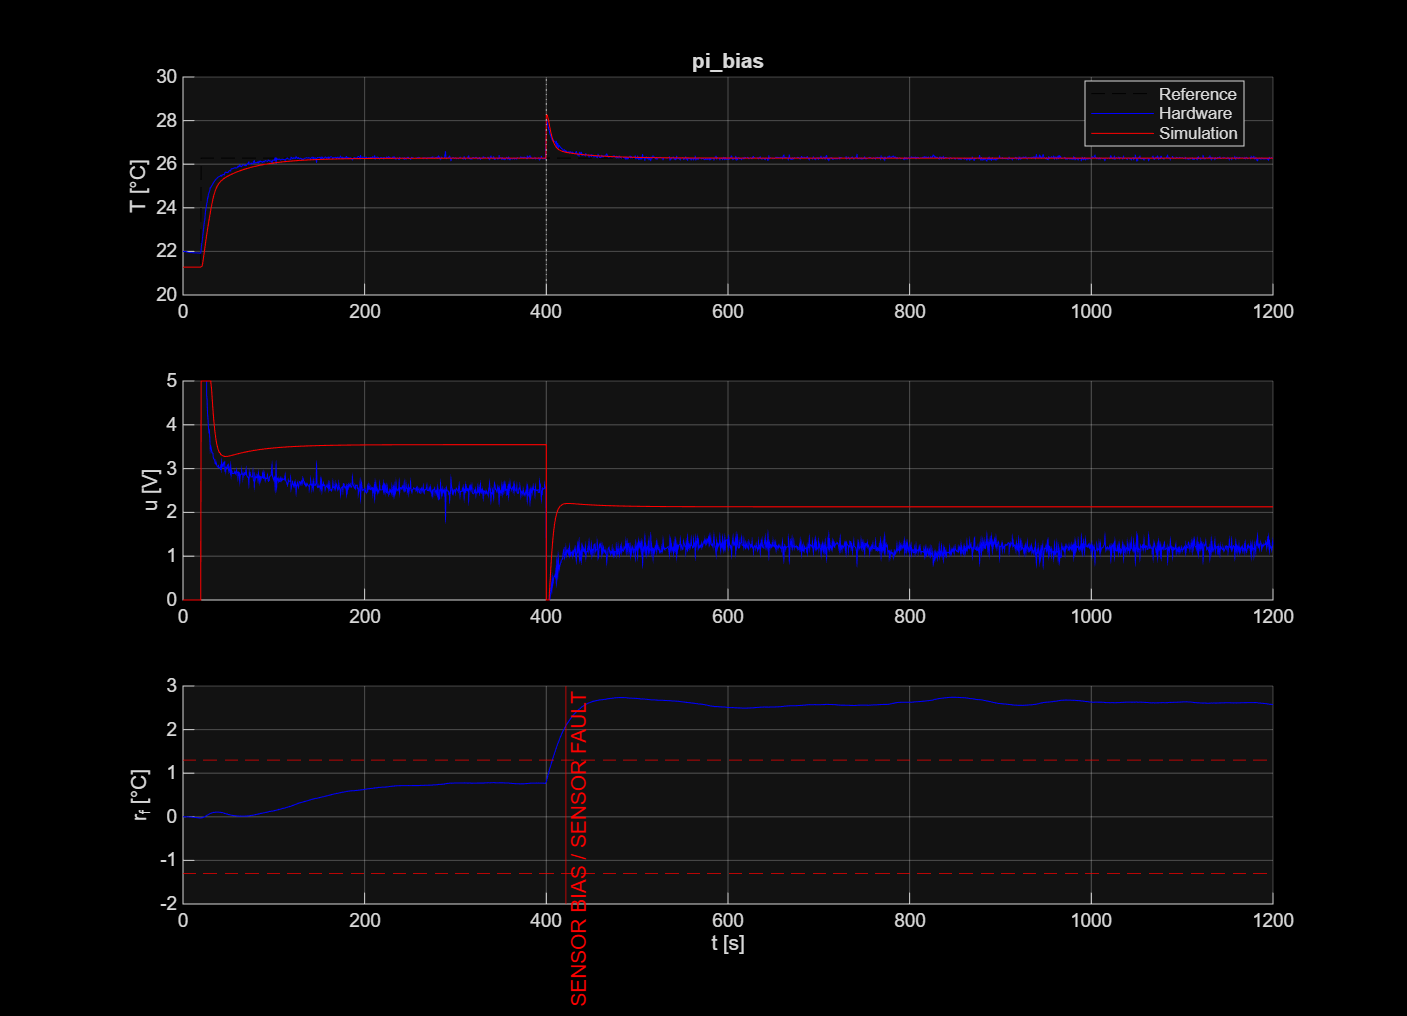 pi_bias
30
28
26
24
22
20
T [°C]
0 200 400 600 800 1000 1200
Reference
Hardware
Simulation
5
4
3
2
1
0
u [V]
0 200 400 600 800 1000 1200
3
2
1
0
-1
-2
r_f [°C]
SENSOR BIAS / SENSOR FAULT
0 200 400 600 800 1000 1200
t [s]